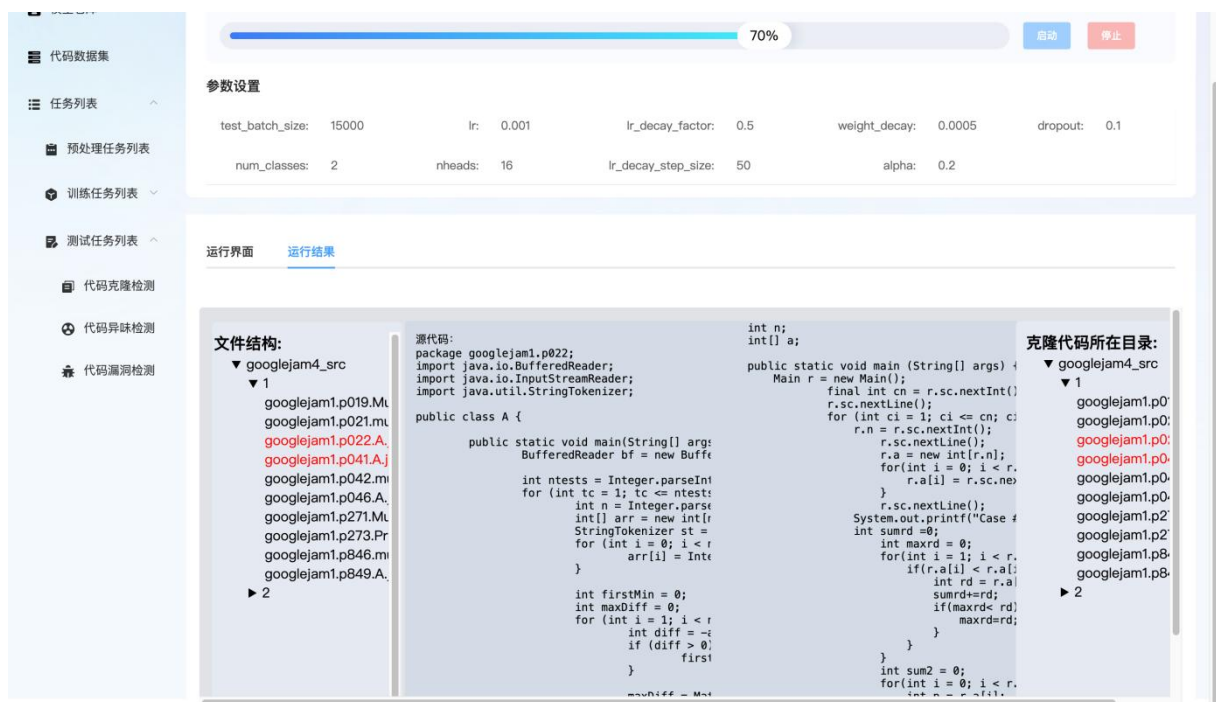 代码数据集
任务列表
预处理任务列表
训练任务列表
测试任务列表
代码克隆检测
代码异味检测
代码漏洞检测
70%
启动 停止
参数设置
test_batch_size: 15000 lr: 0.001 lr_decay_factor: 0.5 weight_decay: 0.0005 dropout: 0.1
num_classes: 2 nheads: 16 lr_decay_step_size: 50 alpha: 0.2
运行界面 运行结果
文件结构:
googlejam4_src
1
googlejam1.p019.Mu
googlejam1.p021.mu
googlejam1.p022.A.
googlejam1.p041.A.j
googlejam1.p042.m
googlejam1.p046.A.
googlejam1.p271.Mu
googlejam1.p273.Pr
googlejam1.p846.m
googlejam1.p849.A.
2
源代码:
package googlejam1.p022;
import java.io.BufferedReader;
import java.io.InputStreamReader;
import java.util.StringTokenizer;
public class A {
public static void main(String[] args
BufferedReader bf = new Buffe
int ntests = Integer.parseInt
for (int tc = 1; tc <= ntests
int n = Integer.parse
int[] arr = new int[
StringTokenizer st =
for (int i = 0; i <
arr[i] = Inte
}
int firstMin = 0;
int maxDiff = 0;
for (int i = 1; i <
int diff = -
if (diff > 0)
first
}
int n;
int[] a;
public static void main (String[] args)
Main r = new Main();
final int cn = r.sc.nextInt()
r.sc.nextLine();
for (int ci = 1; ci <= cn; c
r.n = r.sc.nextInt();
r.sc.nextLine();
r.a = new int[r.n];
for(int i = 0; i < r.
r.a[i] = r.sc.ne
}
r.sc.nextLine();
System.out.printf("Case
int sumrd =0;
int maxrd = 0;
for(int i = 1; i < r.
if(r.a[i] < r.a[
int rd = r.a
sumrd+=rd;
if(maxrd< rd)
maxrd=rd;
}
}
}
int sum2 = 0;
for(int i = 0; i < r.
克隆代码所在目录:
googlejam4_src
1
googlejam1.p0
googlejam1.p0
googlejam1.p0
googlejam1.p0
googlejam1.p0
googlejam1.p0
googlejam1.p2
googlejam1.p2
googlejam1.p8
googlejam1.p8
2